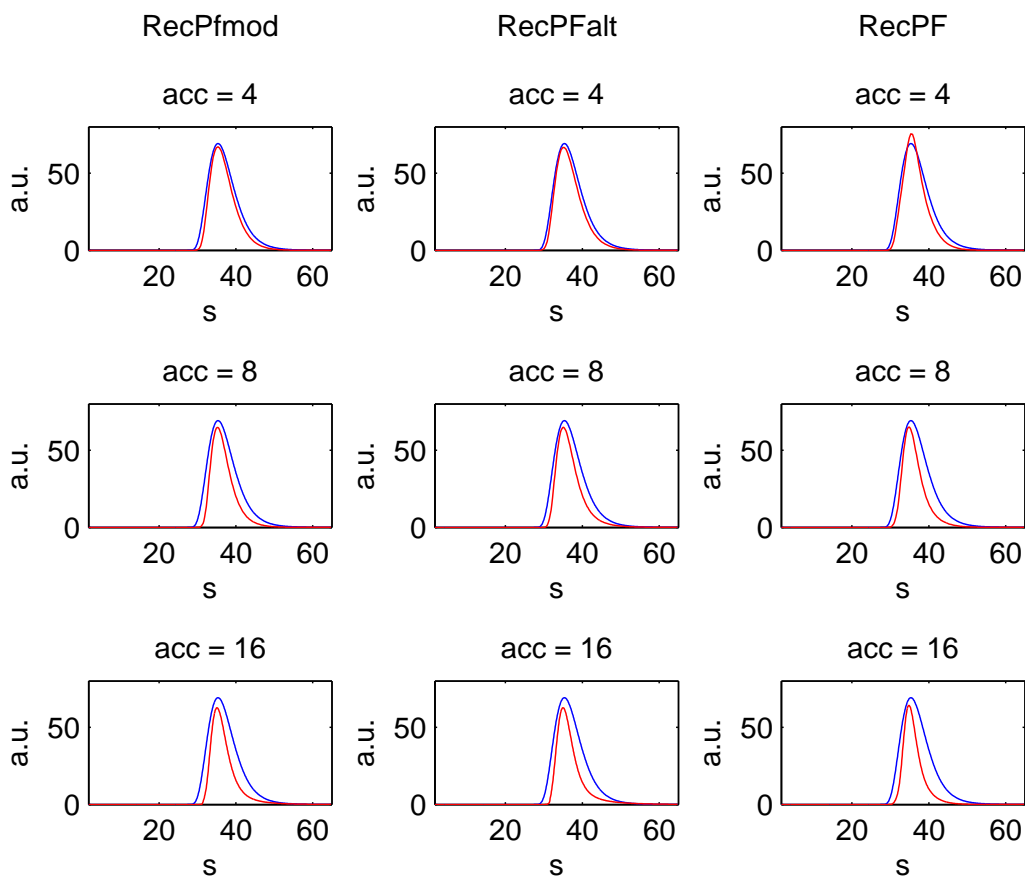 RecPfmod RecPFalt RecPF
acc = 4 acc = 4 acc = 4
50 50 50
a.u. a.u. a.u.
0 0 0
20 40 60 20 40 60 20 40 60
s s s
acc = 8 acc = 8 acc = 8
50 50 50
a.u. a.u. a.u.
0 0 0
20 40 60 20 40 60 20 40 60
s s s
acc = 16 acc = 16 acc = 16
50 50 50
a.u. a.u. a.u.
0 0 0
20 40 60 20 40 60 20 40 60
s s s